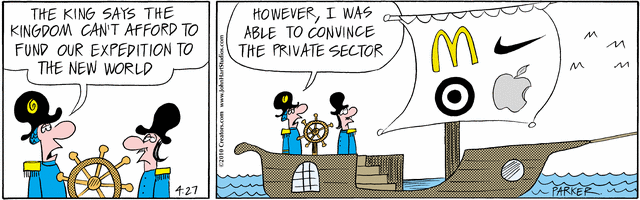 THE KING SAYS THE
KINGDOM CAN'T AFFORD TO
FUND OUR EXPEDITION TO
THE NEW WORLD
4-27
©2010 Creators.com www.JohnHartStudios.com
HOWEVER, I WAS
ABLE TO CONVINCE
THE PRIVATE SECTOR
PARKER